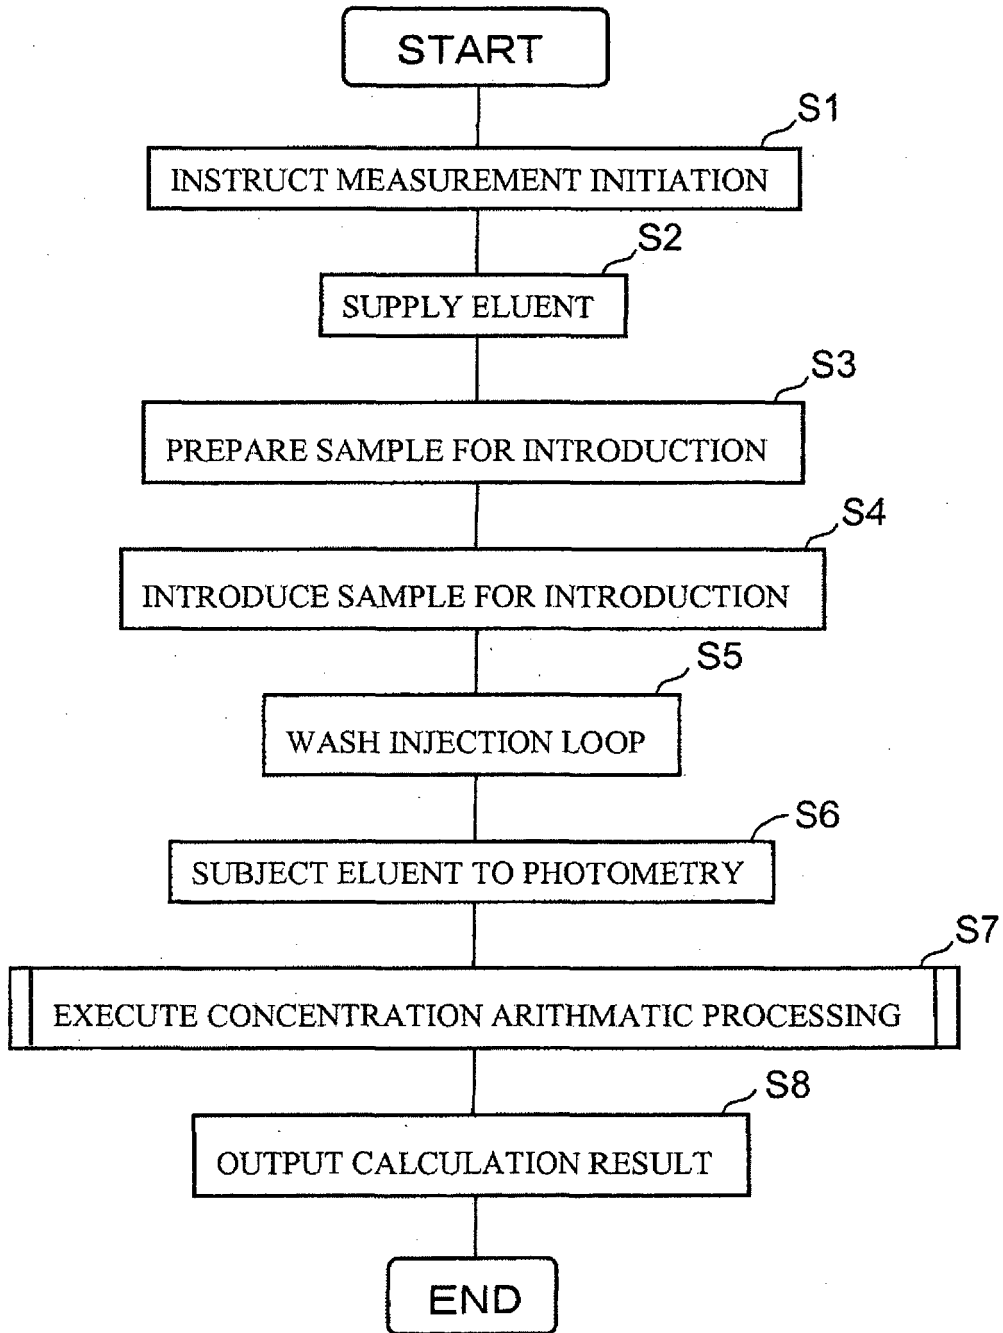 START
S1
INSTRUCT MEASUREMENT INITIATION
S2
SUPPLY ELUENT
S3
PREPARE SAMPLE FOR INTRODUCTION
S4
INTRODUCE SAMPLE FOR INTRODUCTION
S5
WASH INJECTION LOOP
S6
SUBJECT ELUENT TO PHOTOMETRY
S7
EXECUTE CONCENTRATION ARITHMATIC PROCESSING
S8
OUTPUT CALCULATION RESULT
END